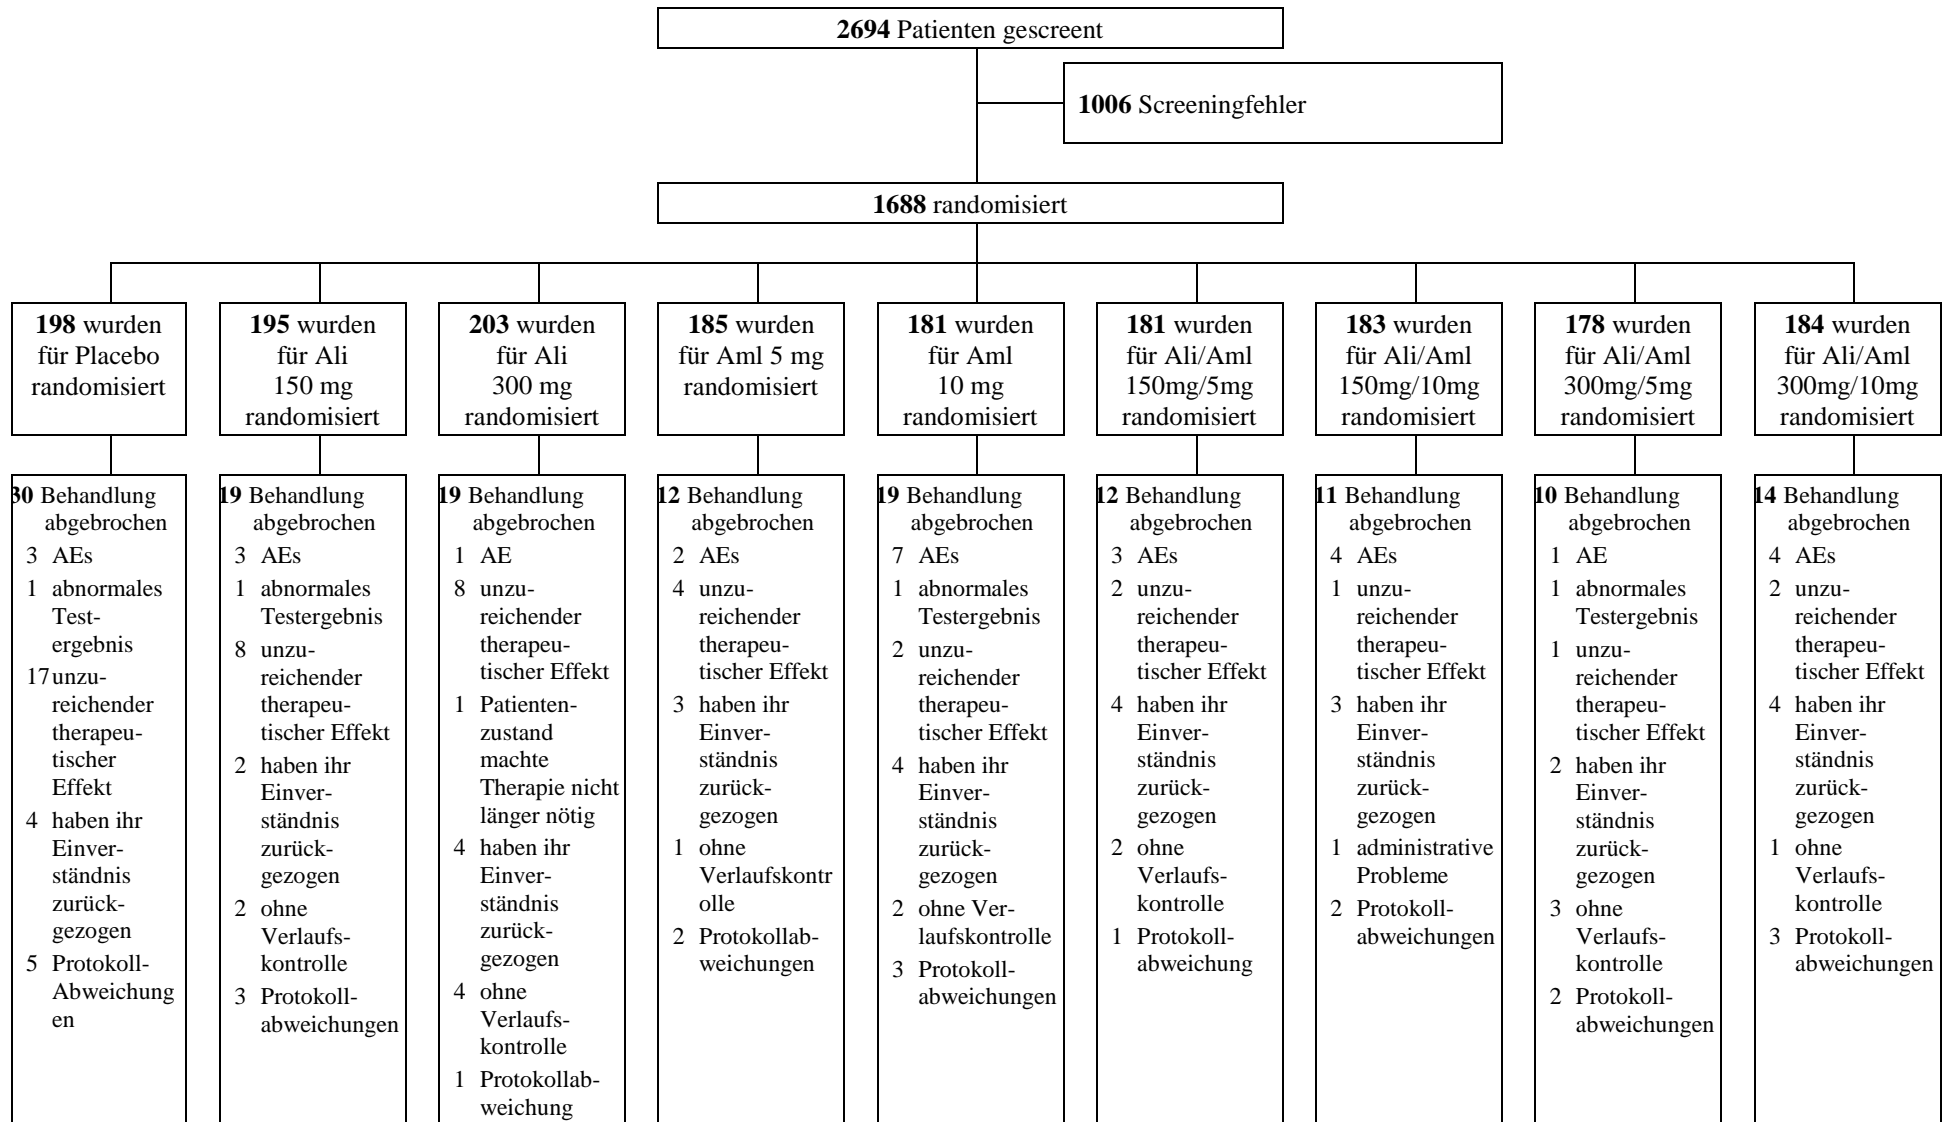 2694 Patienten gescreent
1006 Screeningfehler
1688 randomisiert
198 wurden
für Placebo
randomisiert
195 wurden
für Ali
150 mg
randomisiert
203 wurden
für Ali
300 mg
randomisiert
185 wurden
für Aml 5 mg
randomisiert
181 wurden
für Aml
10 mg
randomisiert
181 wurden
für Ali/Aml
150mg/5mg
randomisiert
183 wurden
für Ali/Aml
150mg/10mg
randomisiert
178 wurden
für Ali/Aml
300mg/5mg
randomisiert
184 wurden
für Ali/Aml
300mg/10mg
randomisiert
30 Behandlung
abgebrochen
3 AEs
1 abnormales
Test-
ergebnis
17 unzu-
reichender
therapeu-
tischer
Effekt
4 haben ihr
Einver-
ständnis
zurück-
gezogen
5 Protokoll-
Abweichung
en
19 Behandlung
abgebrochen
3 AEs
1 abnormales
Testergebnis
8 unzu-
reichender
therapeu-
tischer Effekt
2 haben ihr
Einver-
ständnis
zurück-
gezogen
2 ohne
Verlaufs-
kontrolle
3 Protokoll-
abweichungen
19 Behandlung
abgebrochen
1 AE
8 unzu-
reichender
therapeu-
tischer Effekt
1 Patienten-
zustand
machte
Therapie nicht
länger nötig
4 haben ihr
Einver-
ständnis
zurück-
gezogen
4 ohne
Verlaufs-
kontrolle
1 Protokollab-
weichung
12 Behandlung
abgebrochen
2 AEs
4 unzu-
reichender
therapeu-
tischer Effekt
3 haben ihr
Einver-
ständnis
zurück-
gezogen
1 ohne
Verlaufskontr
olle
2 Protokollab-
weichungen
19 Behandlung
abgebrochen
7 AEs
1 abnormales
Testergebnis
2 unzu-
reichender
therapeu-
tischer Effekt
4 haben ihr
Einver-
ständnis
zurück-
gezogen
2 ohne Ver-
laufskontrolle
3 Protokoll-
abweichungen
12 Behandlung
abgebrochen
3 AEs
2 unzu-
reichender
therapeu-
tischer Effekt
4 haben ihr
Einver-
ständnis
zurück-
gezogen
2 ohne
Verlaufs-
kontrolle
1 Protokoll-
abweichung
11 Behandlung
abgebrochen
4 AEs
1 unzu-
reichender
therapeu-
tischer Effekt
3 haben ihr
Einver-
ständnis
zurück-
gezogen
1 administrative
Probleme
2 Protokoll-
abweichungen
10 Behandlung
abgebrochen
1 AE
1 abnormales
Testergebnis
1 unzu-
reichender
therapeu-
tischer Effekt
2 haben ihr
Einver-
ständnis
zurück-
gezogen
3 ohne
Verlaufs-
kontrolle
2 Protokoll-
abweichungen
14 Behandlung
abgebrochen
4 AEs
2 unzu-
reichender
therapeu-
tischer Effekt
4 haben ihr
Einver-
ständnis
zurück-
gezogen
1 ohne
Verlaufs-
kontrolle
3 Protokoll-
abweichungen